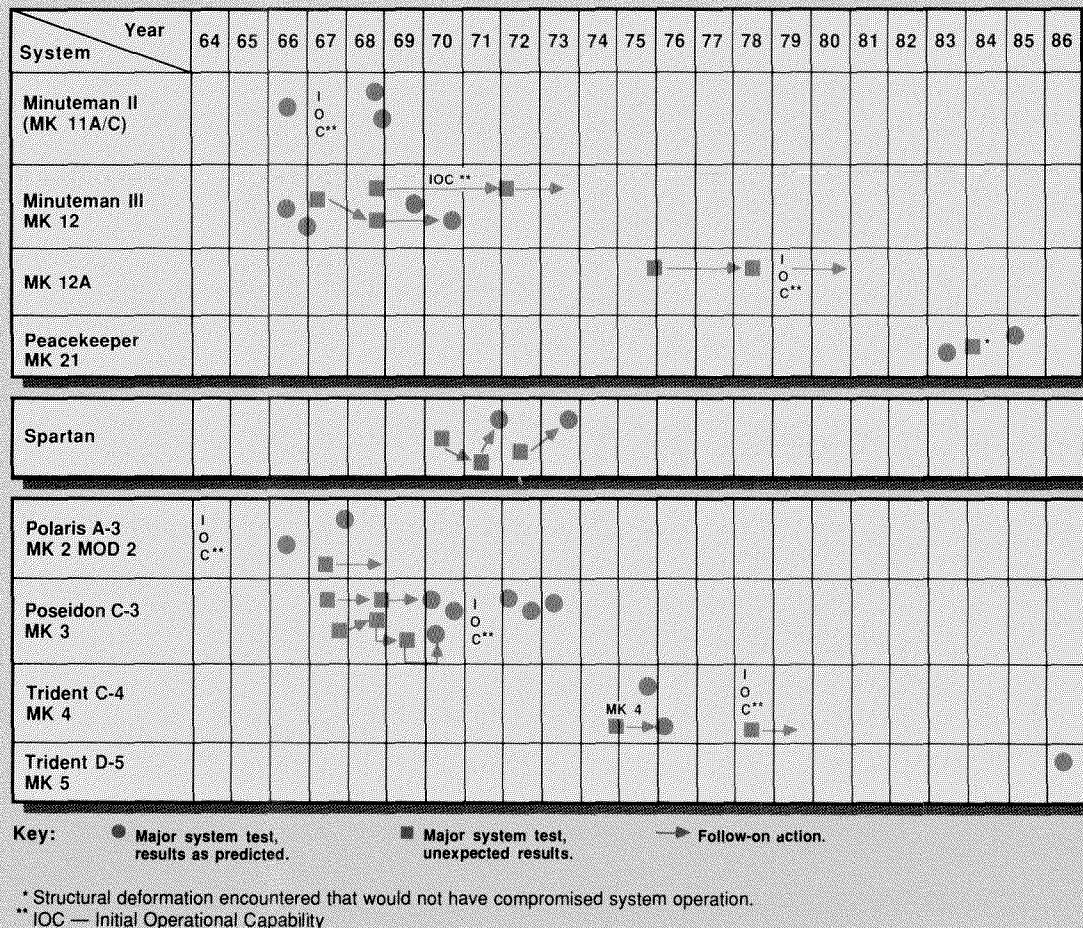 Year
System
64 65 66 67 68 69 70 71 72 73 74 75 76 77 78 79 80 81 82 83 84 85 86
Minuteman II
(MK 11A/C)
I
O
C**
Minuteman III
MK 12
IOC **
MK 12A
I
O
C**
Peacekeeper
MK 21
*
Spartan
Polaris A-3
MK 2 MOD 2
I
O
C**
Poseidon C-3
MK 3
I
O
C**
Trident C-4
MK 4
MK 4
I
O
C**
Trident D-5
MK 5
Key:
Major system test,
results as predicted.
Major system test,
unexpected results.
Follow-on action.
* Structural deformation encountered that would not have compromised system operation.
** IOC — Initial Operational Capability